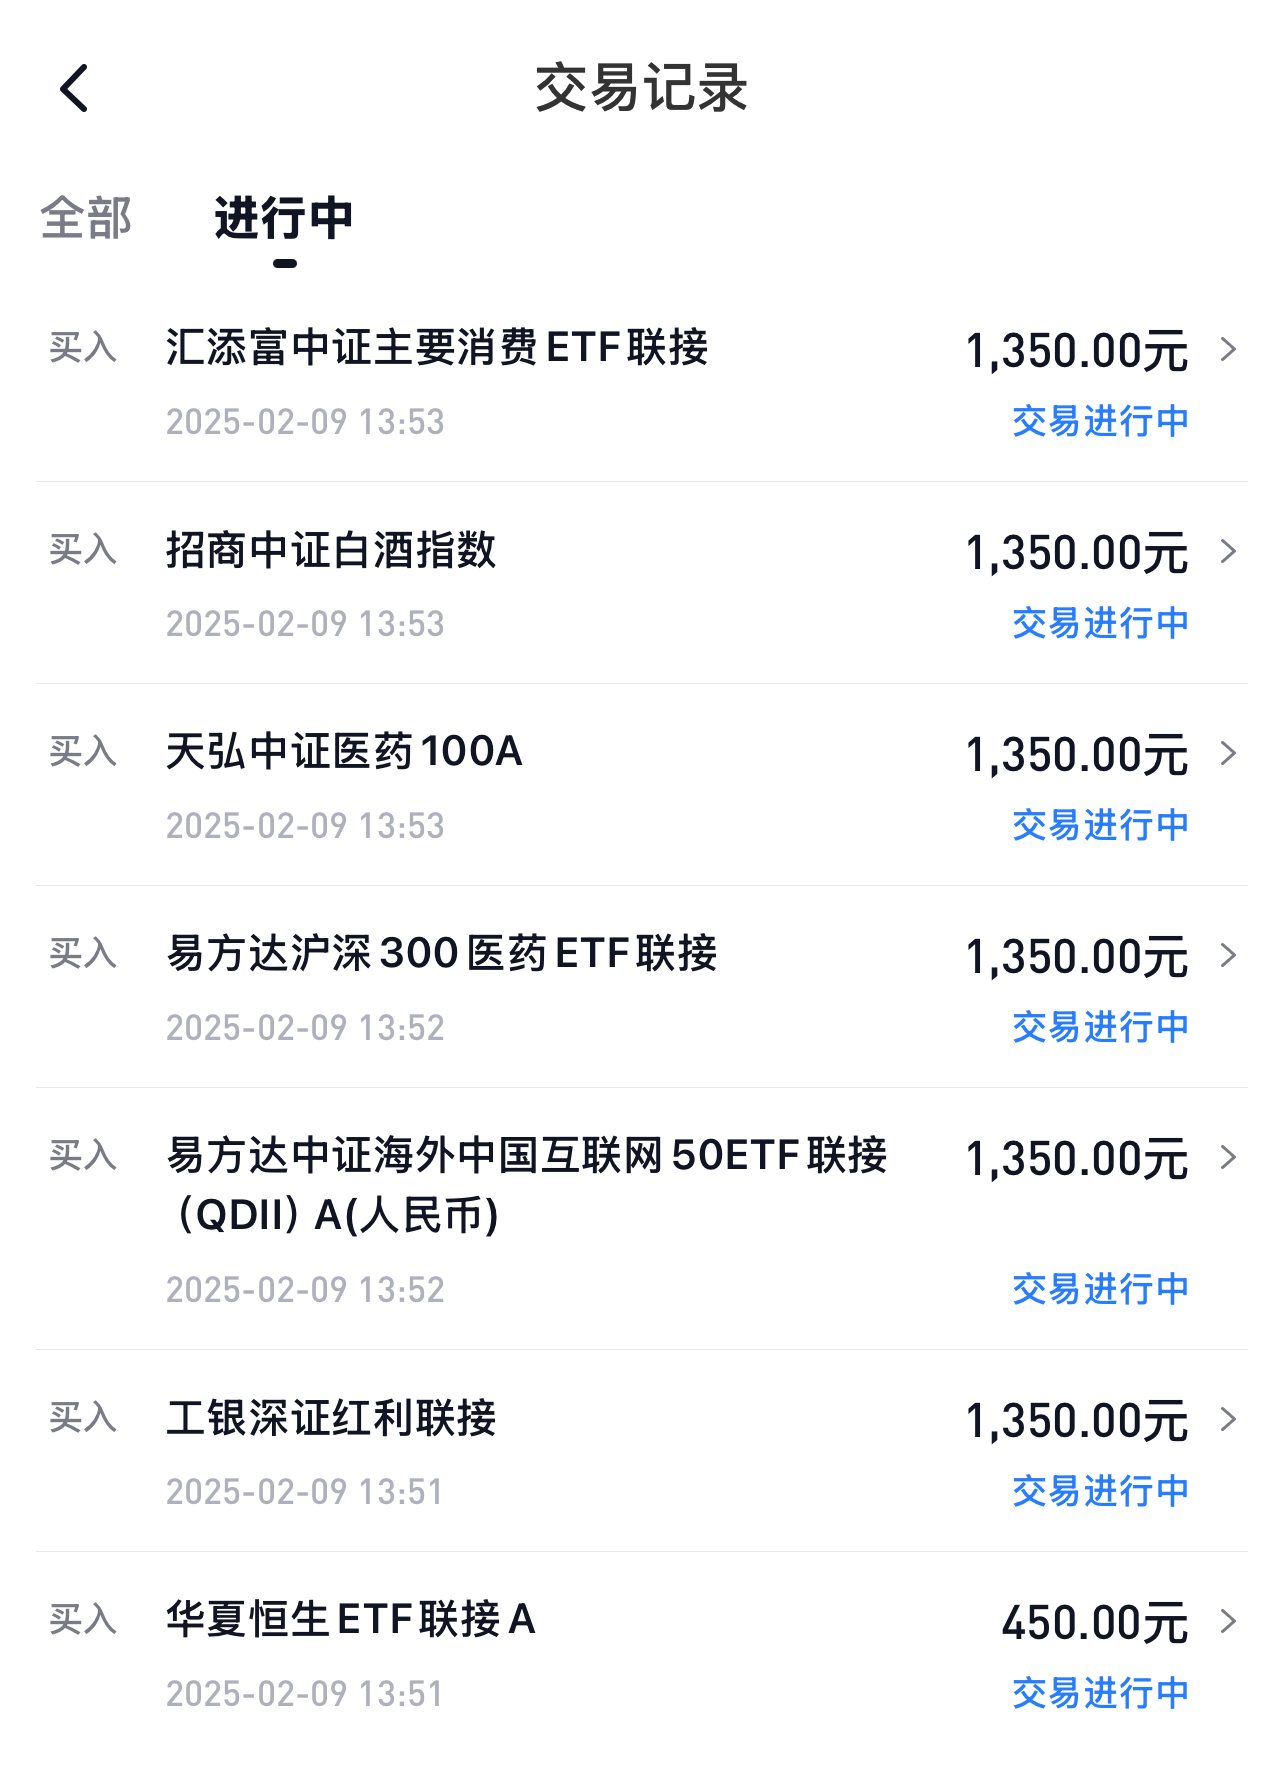 交易记录
全部 进行中
买入 汇添富中证主要消费ETF联接 1,350.00元
2025-02-09 13:53 交易进行中
买入 招商中证白酒指数 1,350.00元
2025-02-09 13:53 交易进行中
买入 天弘中证医药100A 1,350.00元
2025-02-09 13:53 交易进行中
买入 易方达沪深300医药ETF联接 1,350.00元
2025-02-09 13:52 交易进行中
买入 易方达中证海外中国互联网50ETF联接 1,350.00元
（QDII）A(人民币)
2025-02-09 13:52 交易进行中
买入 工银深证红利联接 1,350.00元
2025-02-09 13:51 交易进行中
买入 华夏恒生ETF联接A 450.00元
2025-02-09 13:51 交易进行中